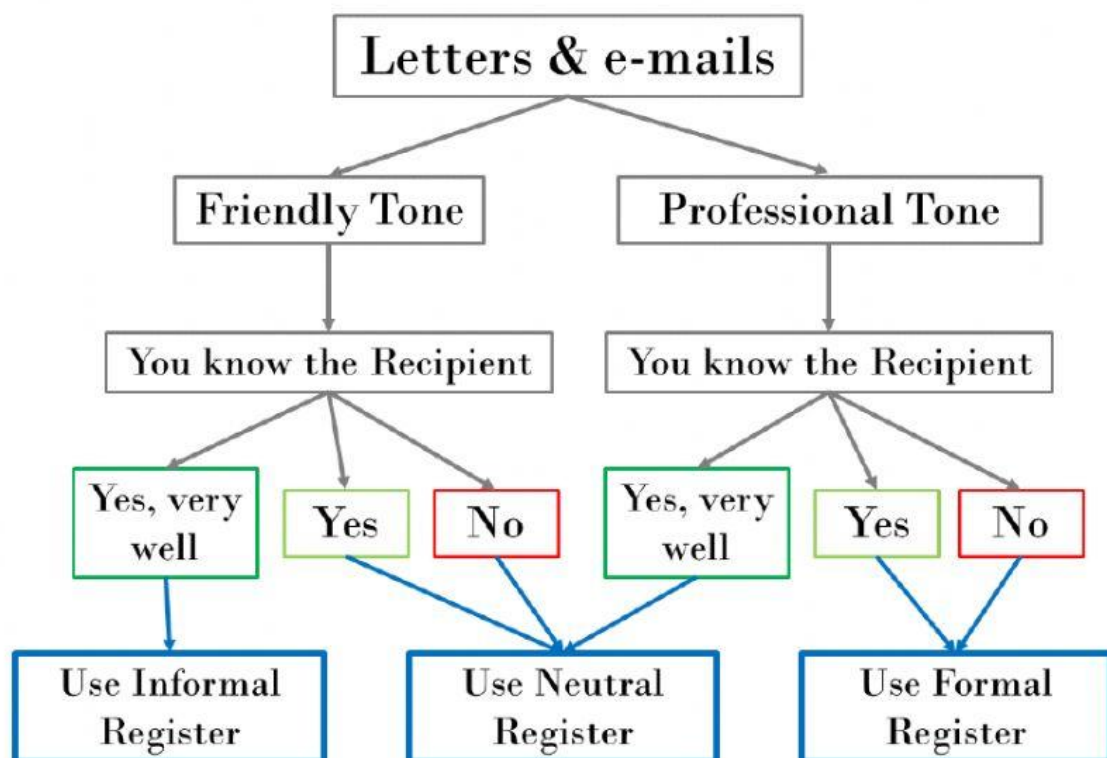 Letters & e-mails
Friendly Tone
Professional Tone
You know the Recipient
You know the Recipient
Yes, very
well
Yes
No
Yes, very
well
Yes
No
Use Informal
Register
Use Neutral
Register
Use Formal
Register